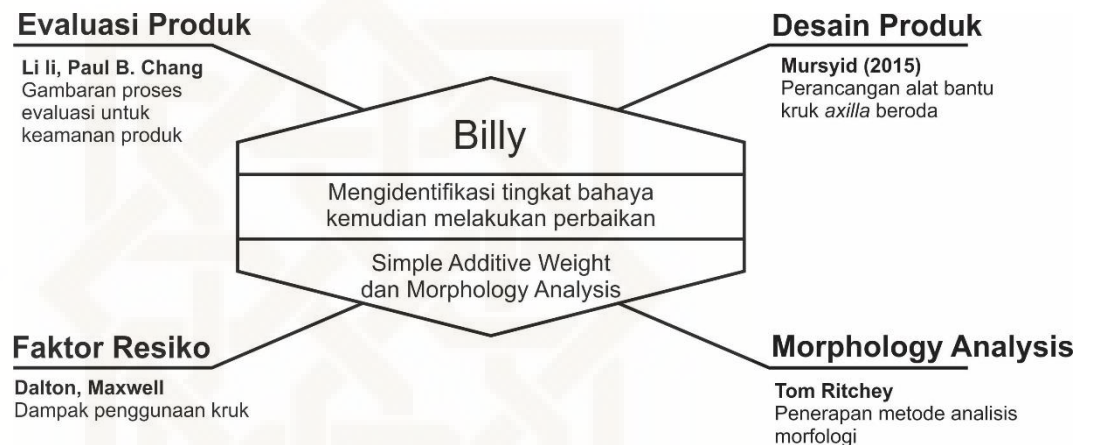 Evaluasi Produk
Li li, Paul B. Chang
Gambaran proses
evaluasi untuk
keamanan produk
Desain Produk
Mursyid (2015)
Perancangan alat bantu
kruk axilla beroda
Billy
Mengidentifikasi tingkat bahaya
kemudian melakukan perbaikan
Simple Additive Weight
dan Morphology Analysis
Faktor Resiko
Dalton, Maxwell
Dampak penggunaan kruk
Morphology Analysis
Tom Ritchey
Penerapan metode analisis
morfologi